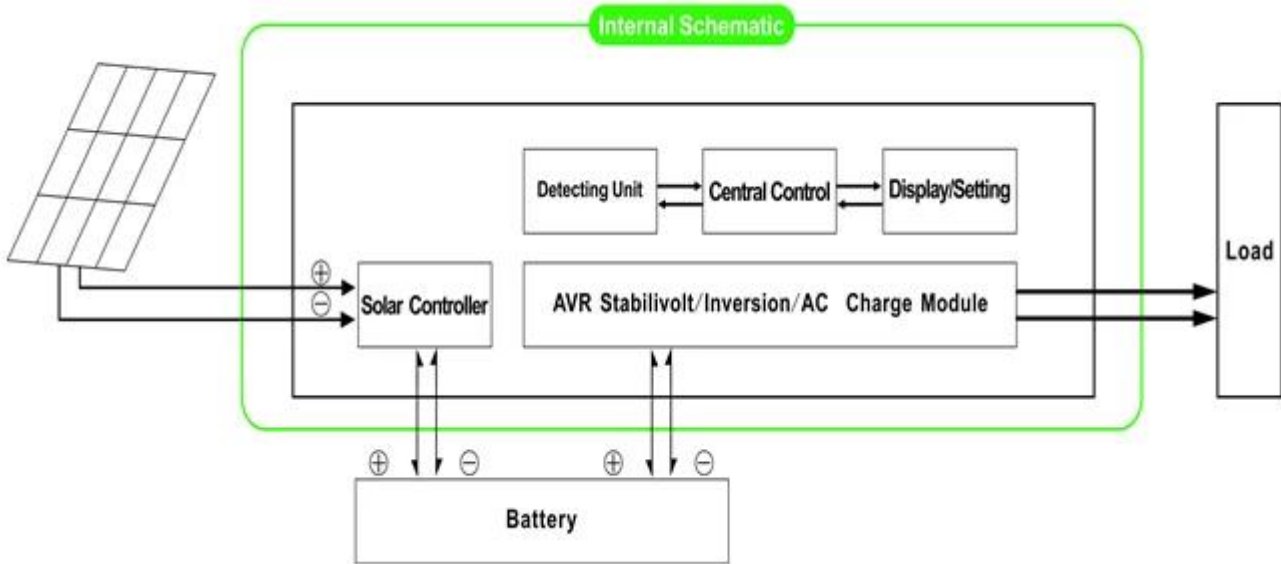 Internal Schematic
Detecting Unit
Central Control
Display/Setting
Load
⊕
⊖
Solar Controller
AVR Stabilivolt/Inversion/AC Charge Module
⊕ ⊖ ⊕ ⊖
Battery